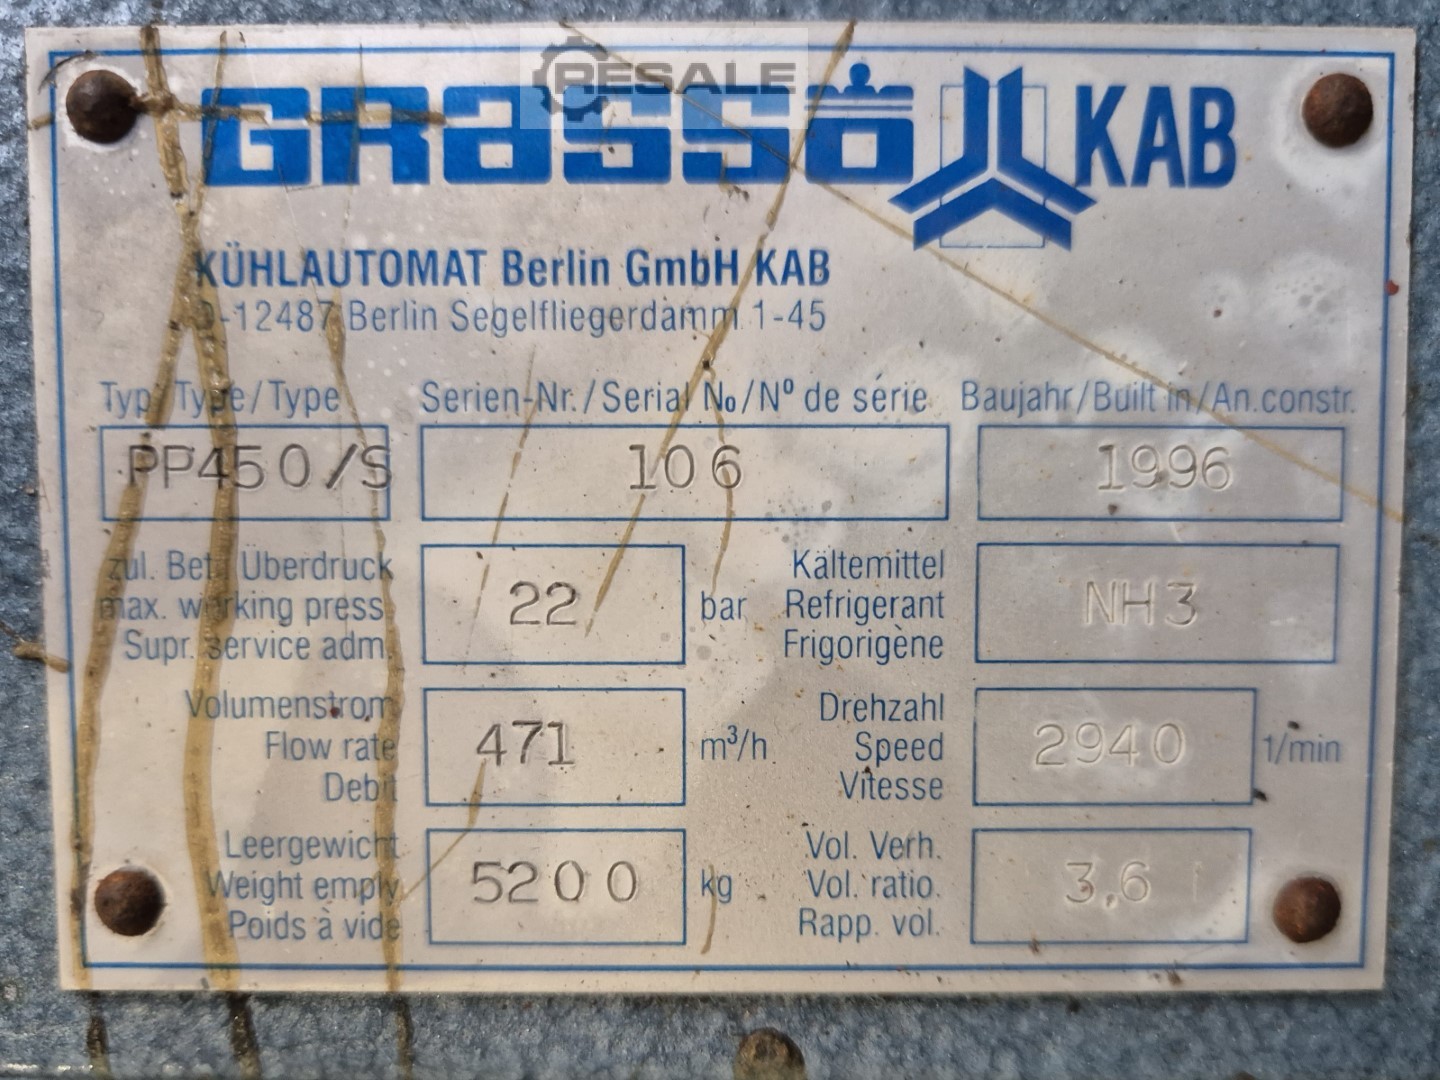 RESALE
GRASSO KAB
KÜHLAUTOMAT Berlin GmbH KAB
D-12487 Berlin Segelfliegerdamm 1-45
Typ/Type/Type Serien-Nr./Serial No/Nº de série Baujahr/Built in/An.constr.
PP450/S 106 1996
zul. Betr. Überdruck
max. working press.
Supr. service adm.
22 bar
Kältemittel
Refrigerant
Frigorigène
NH3
Volumenstrom
Flow rate
Debit
471 m³/h
Drehzahl
Speed
Vitesse
2940 1/min
Leergewicht
Weight emply
Poids à vide
5200 kg
Vol. Verh.
Vol. ratio.
Rapp. vol.
3,6